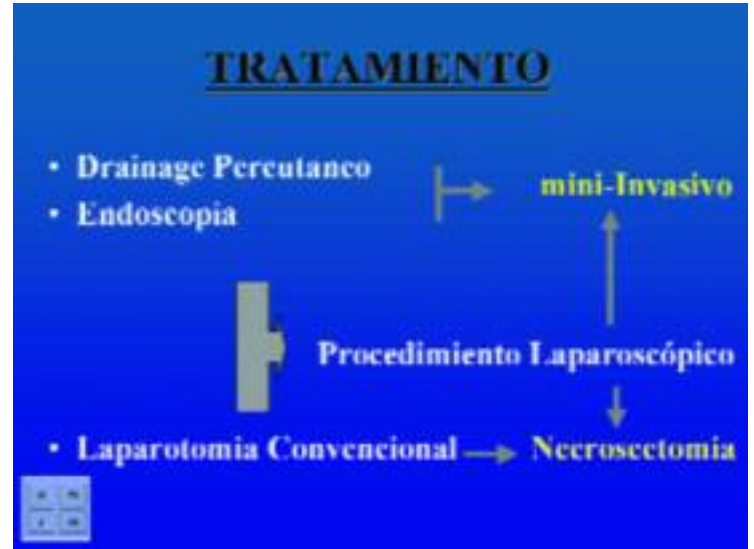 TRATAMIENTO
• Drainage Percutaneo
• Endoscopia
mini-Invasivo
Procedimiento Laparoscópico
• Laparotomia Convencional
Necrosectomia